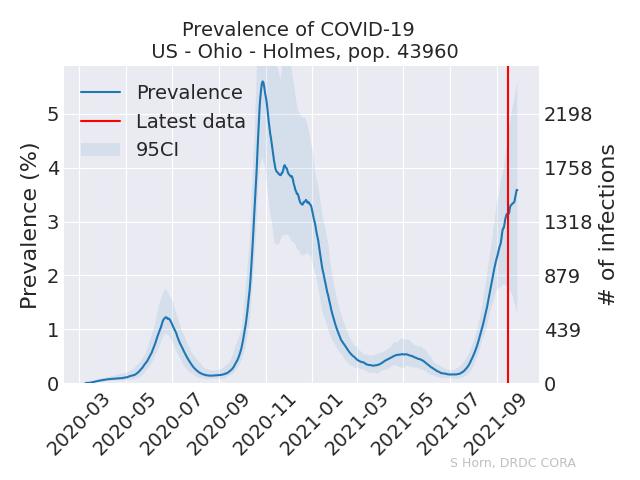 Prevalence of COVID-19
US - Ohio - Holmes, pop. 43960
Prevalence
Latest data
95CI
Prevalence (%)
5
4
3
2
1
0
2198
1758
1318
879
439
0
# of infections
2020-03
2020-05
2020-07
2020-09
2020-11
2021-01
2021-03
2021-05
2021-07
2021-09
S Horn, DRDC CORA